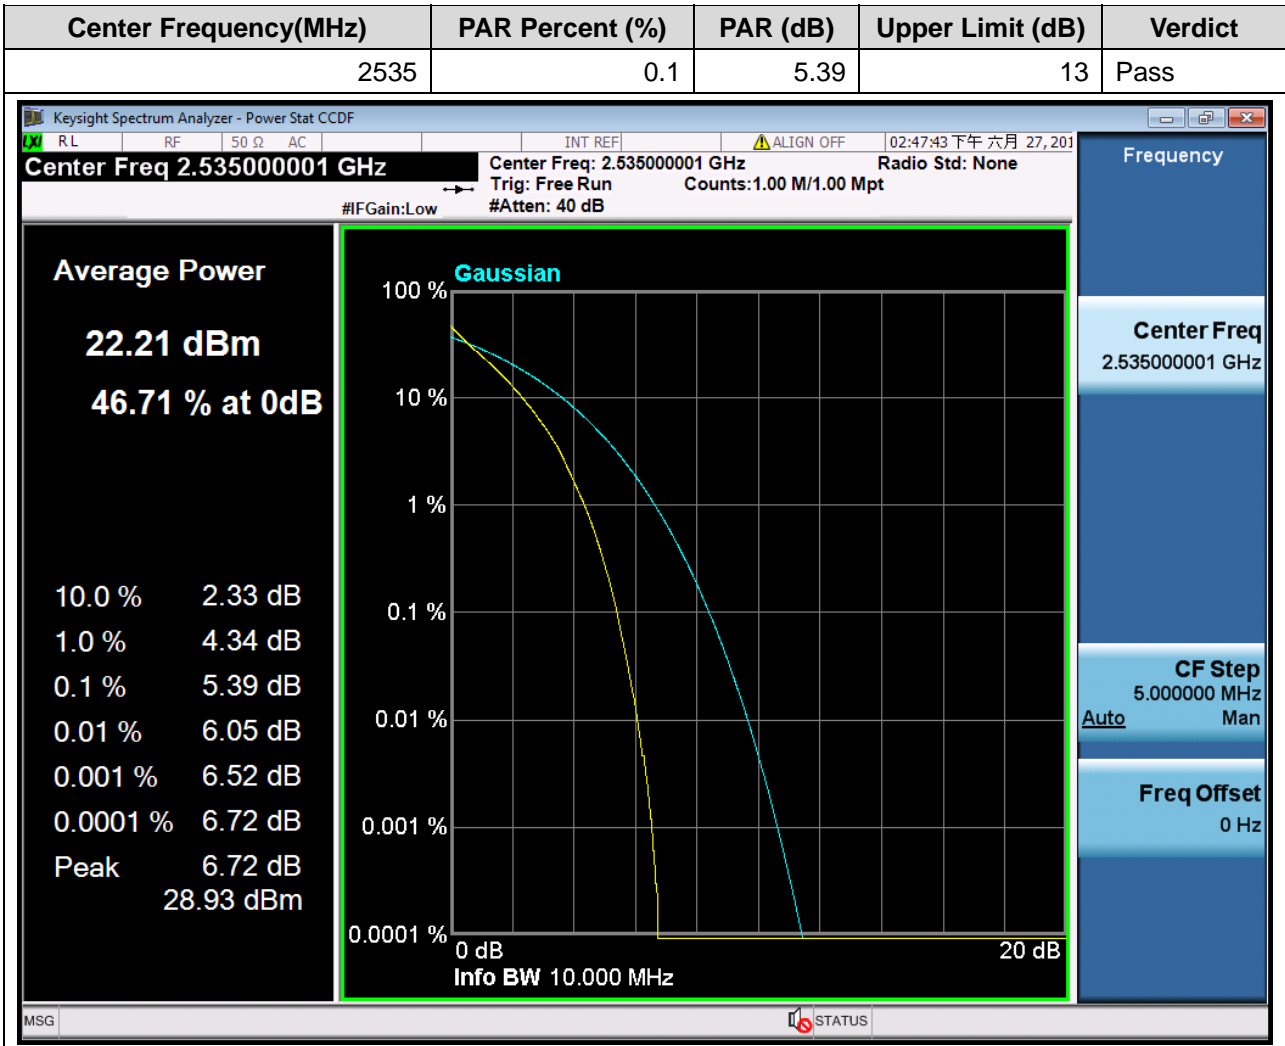 Center Frequency(MHz) PAR Percent (%) PAR (dB) Upper Limit (dB) Verdict
2535 0.1 5.39 13 Pass
Keysight Spectrum Analyzer - Power Stat CCDF
LXI RL RF 50 Ω AC INT REF ALIGN OFF 02:47:43 下午 六月 27, 201
Center Freq 2.535000001 GHz
Center Freq: 2.535000001 GHz Radio Std: None
Trig: Free Run Counts:1.00 M/1.00 Mpt
#IFGain:Low #Atten: 40 dB
Average Power
22.21 dBm
46.71 % at 0dB
10.0 % 2.33 dB
1.0 % 4.34 dB
0.1 % 5.39 dB
0.01 % 6.05 dB
0.001 % 6.52 dB
0.0001 % 6.72 dB
Peak 6.72 dB
28.93 dBm
Gaussian
100 %
10 %
1 %
0.1 %
0.01 %
0.001 %
0.0001 %
0 dB 20 dB
Info BW 10.000 MHz
Frequency
Center Freq
2.535000001 GHz
CF Step
5.000000 MHz
Auto Man
Freq Offset
0 Hz
MSG STATUS